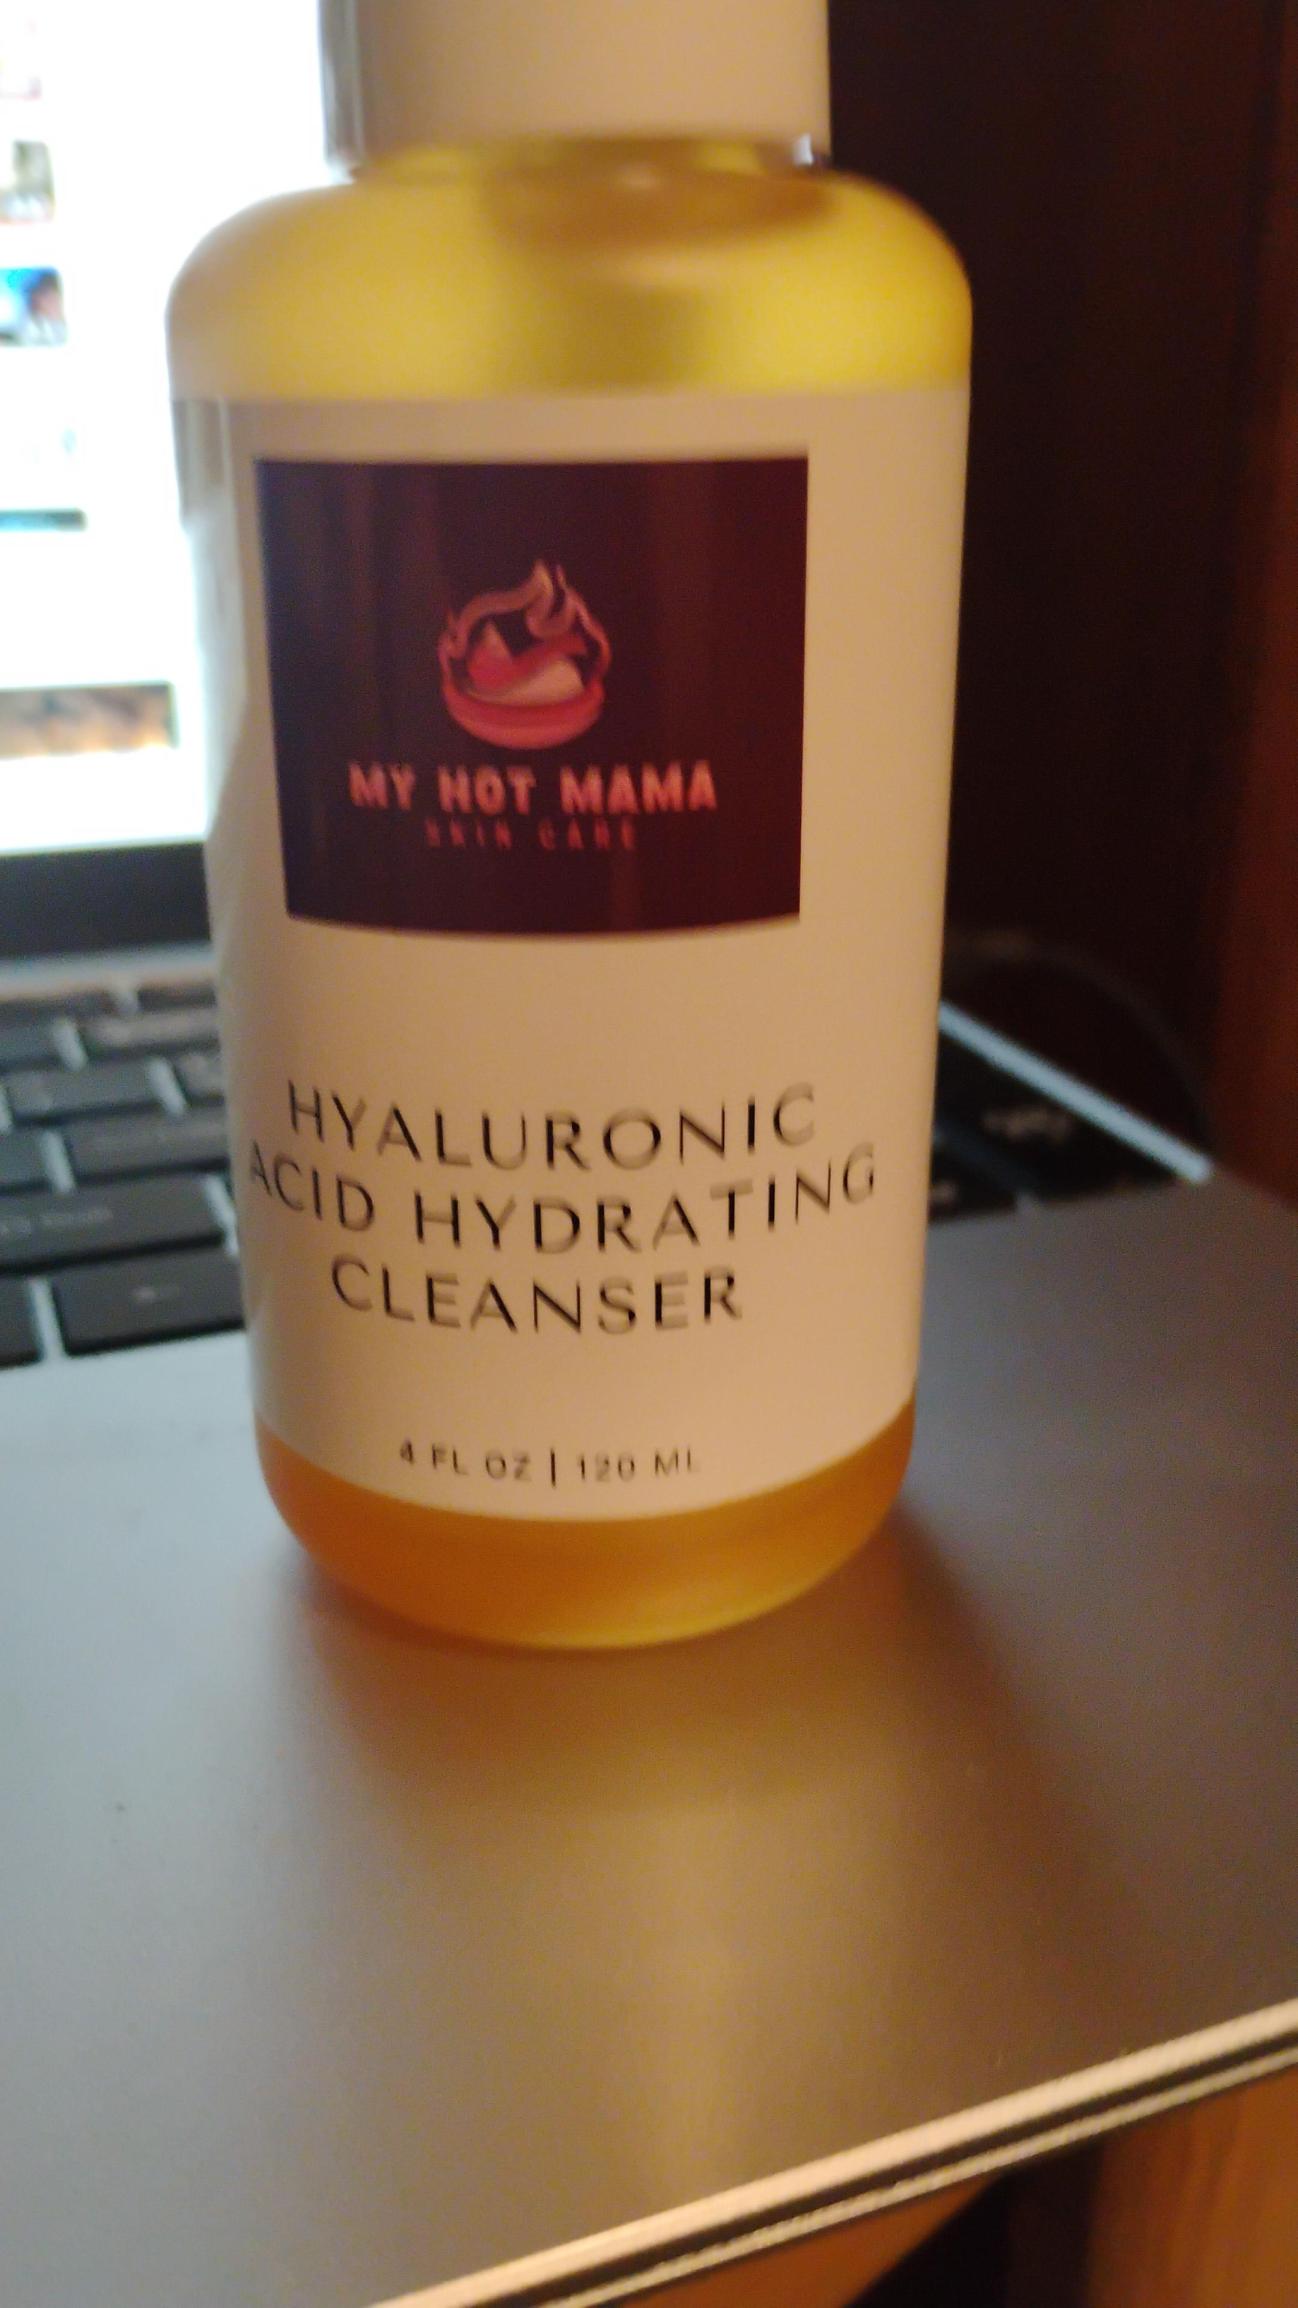 MY HOT MAMA
SKIN CARE
HYALURONIC
ACID HYDRATING
CLEANSER
4 FL OZ | 120 ML